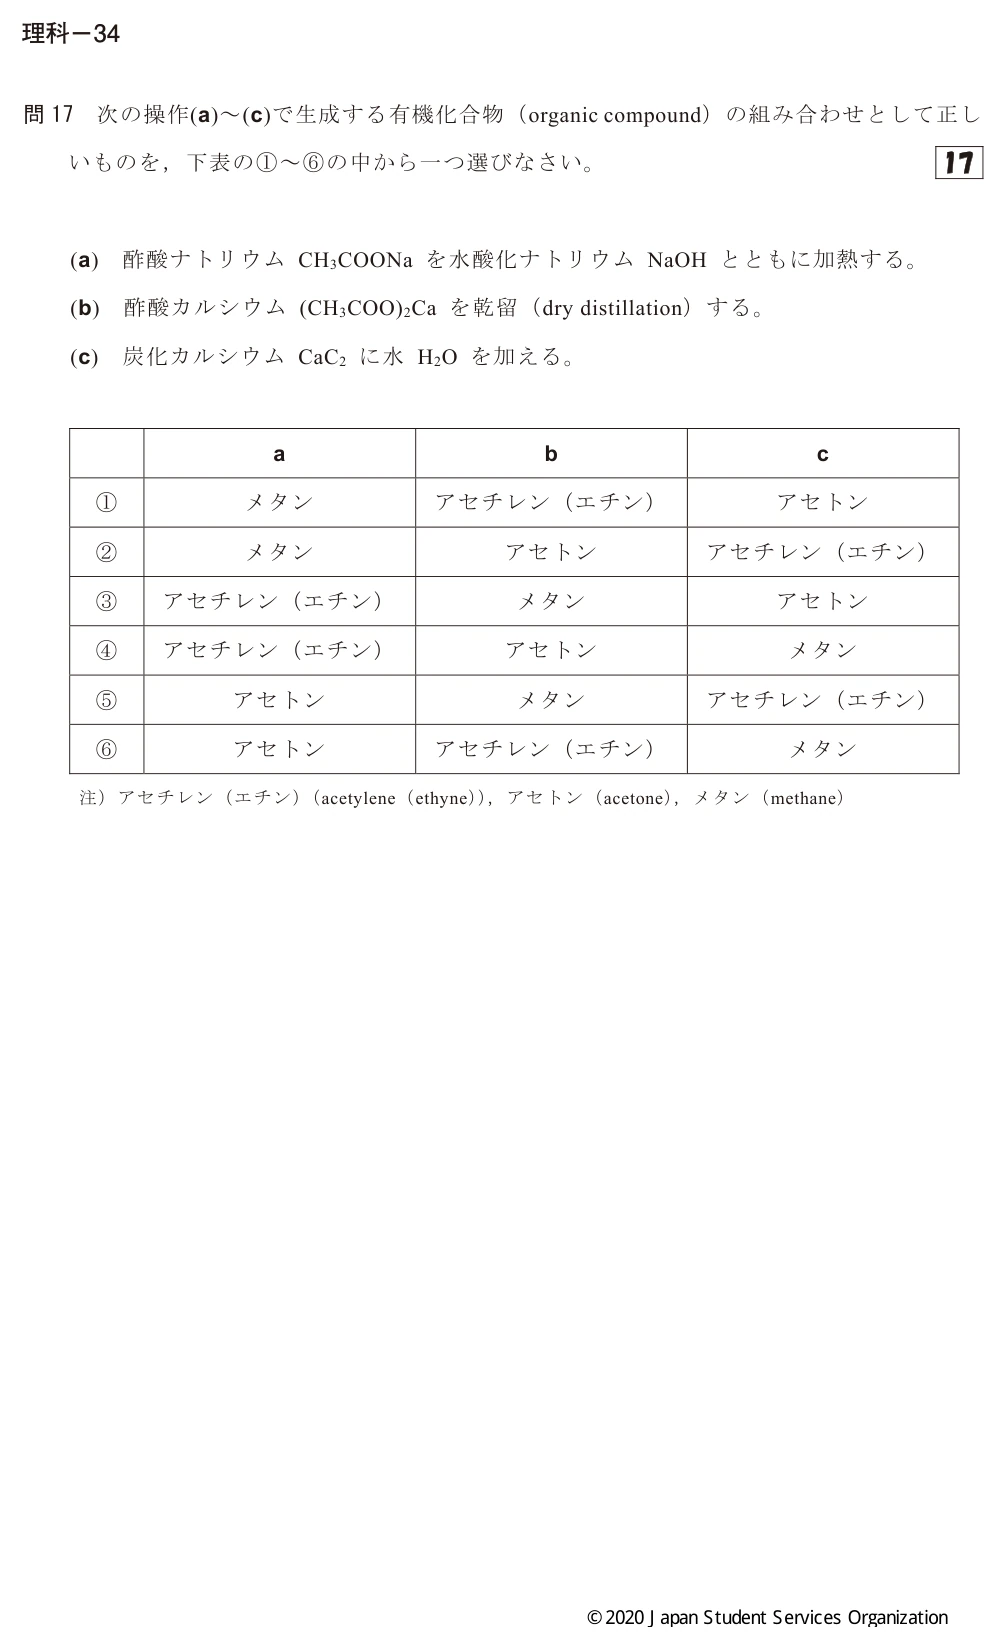 理科－34
問17　次の操作(a)～(c)で生成する有機化合物（organic compound）の組み合わせとして正し
いものを，下表の①～⑥の中から一つ選びなさい。 17
(a)　酢酸ナトリウム CH₃COONa を水酸化ナトリウム NaOH とともに加熱する。
(b)　酢酸カルシウム (CH₃COO)₂Ca を乾留（dry distillation）する。
(c)　炭化カルシウム CaC₂ に水 H₂O を加える。
a b c
① メタン アセチレン（エチン） アセトン
② メタン アセトン アセチレン（エチン）
③ アセチレン（エチン） メタン アセトン
④ アセチレン（エチン） アセトン メタン
⑤ アセトン メタン アセチレン（エチン）
⑥ アセトン アセチレン（エチン） メタン
注）アセチレン（エチン）（acetylene（ethyne）），アセトン（acetone），メタン（methane）
© 2020 Japan Student Services Organization